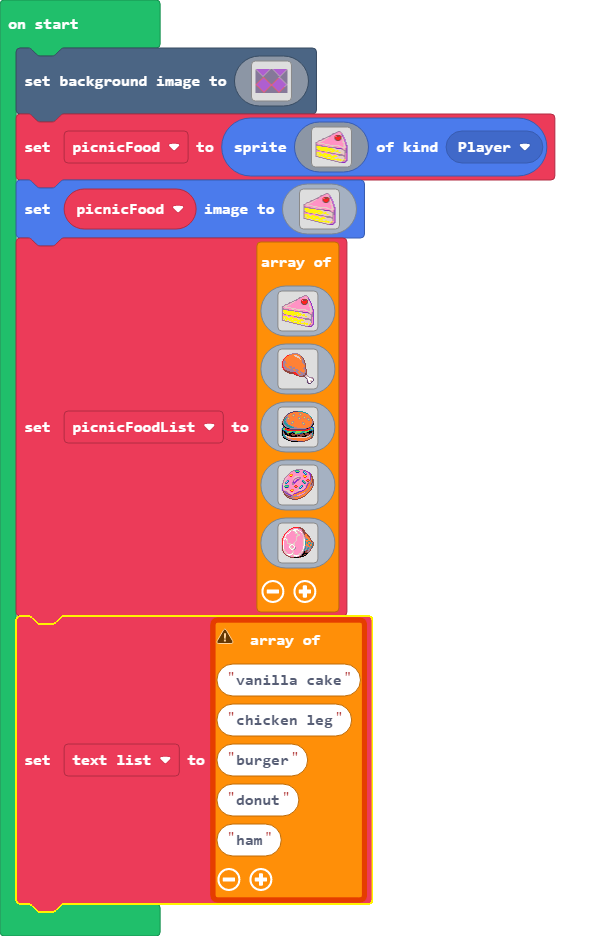 on start
set background image to
set picnicFood to sprite of kind Player
set picnicFood image to
array of
set picnicFoodList to
array of
"vanilla cake"
"chicken leg"
"burger"
set text list to
"donut"
"ham"